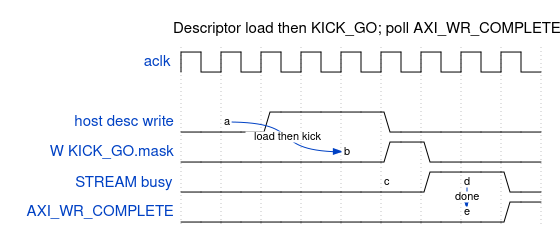 Descriptor load then KICK_GO; poll AXI_WR_COMPLETE
aclk
host desc write
a
load then kick
W KICK_GO.mask
b
STREAM busy
c
d
done
AXI_WR_COMPLETE
e